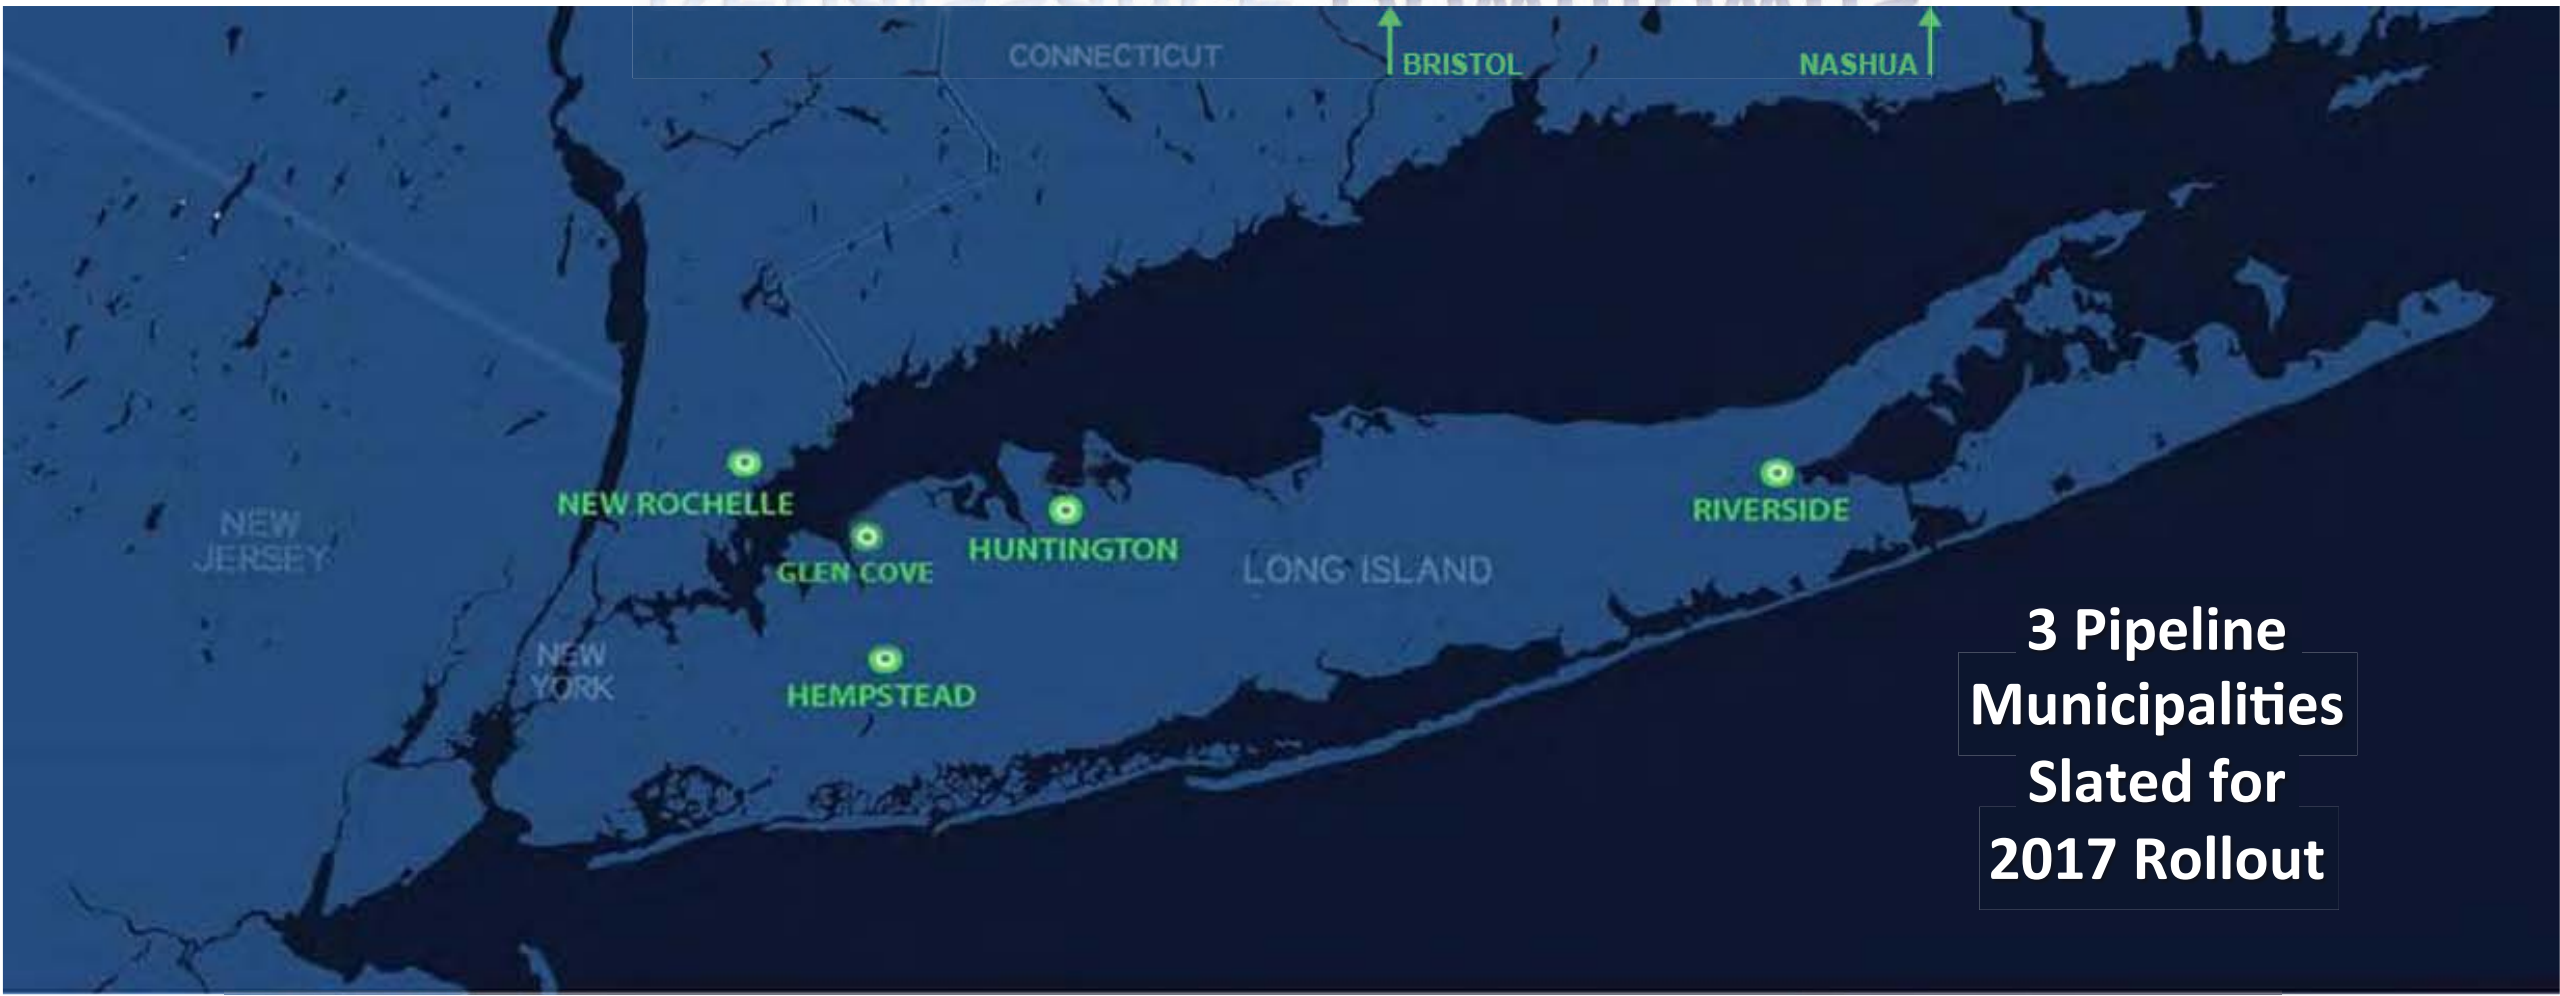 CONNECTICUT
BRISTOL
NASHUA
NEW ROCHELLE
GLEN COVE
HUNTINGTON
RIVERSIDE
NEW
JERSEY
LONG ISLAND
NEW
YORK
HEMPSTEAD
3 Pipeline
Municipalities
Slated for
2017 Rollout